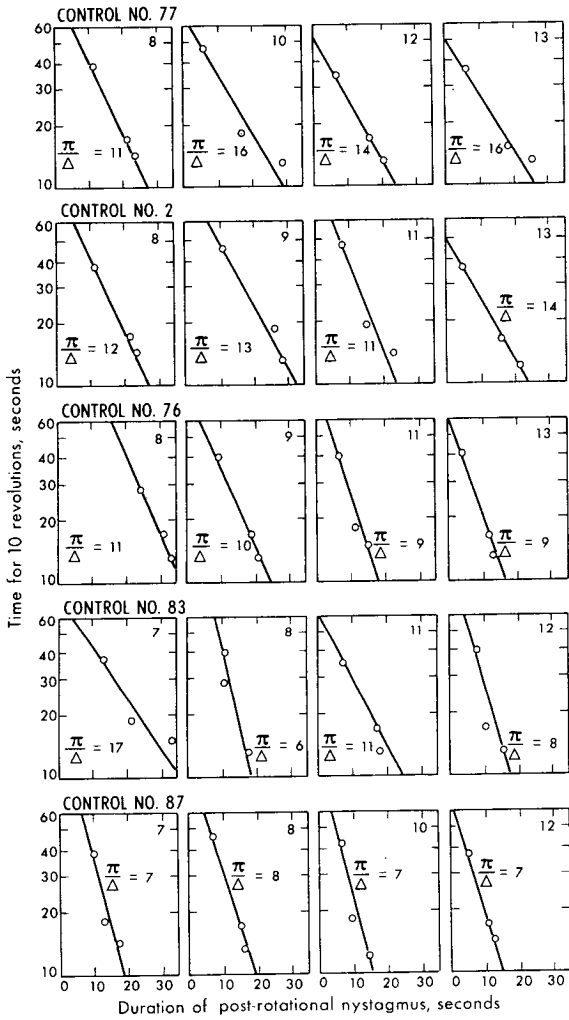 CONTROL NO. 77
60
40
30
20
10
8
π/Δ = 11
10
π/Δ = 16
12
π/Δ = 14
13
π/Δ = 16
CONTROL NO. 2
60
40
30
20
10
8
π/Δ = 12
9
π/Δ = 13
11
π/Δ = 11
13
π/Δ = 14
CONTROL NO. 76
60
40
30
20
10
8
π/Δ = 11
9
π/Δ = 10
11
π/Δ = 9
13
π/Δ = 9
CONTROL NO. 83
60
40
30
20
10
7
π/Δ = 17
8
π/Δ = 6
11
π/Δ = 11
12
π/Δ = 8
CONTROL NO. 87
60
40
30
20
10
7
π/Δ = 7
8
π/Δ = 8
10
π/Δ = 7
12
π/Δ = 7
0 10 20 30 0 10 20 30 0 10 20 30 0 10 20 30
Time for 10 revolutions, seconds
Duration of post-rotational nystagmus, seconds